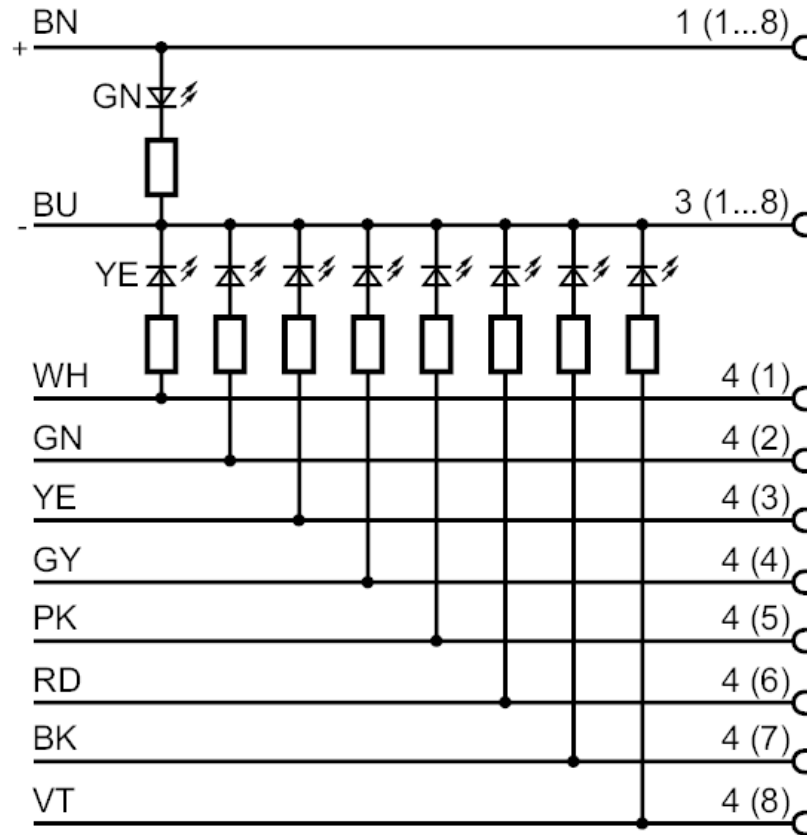 BN 1 (1...8)
+
GN
BU 3 (1...8)
-
YE
WH 4 (1)
GN 4 (2)
YE 4 (3)
GY 4 (4)
PK 4 (5)
RD 4 (6)
BK 4 (7)
VT 4 (8)